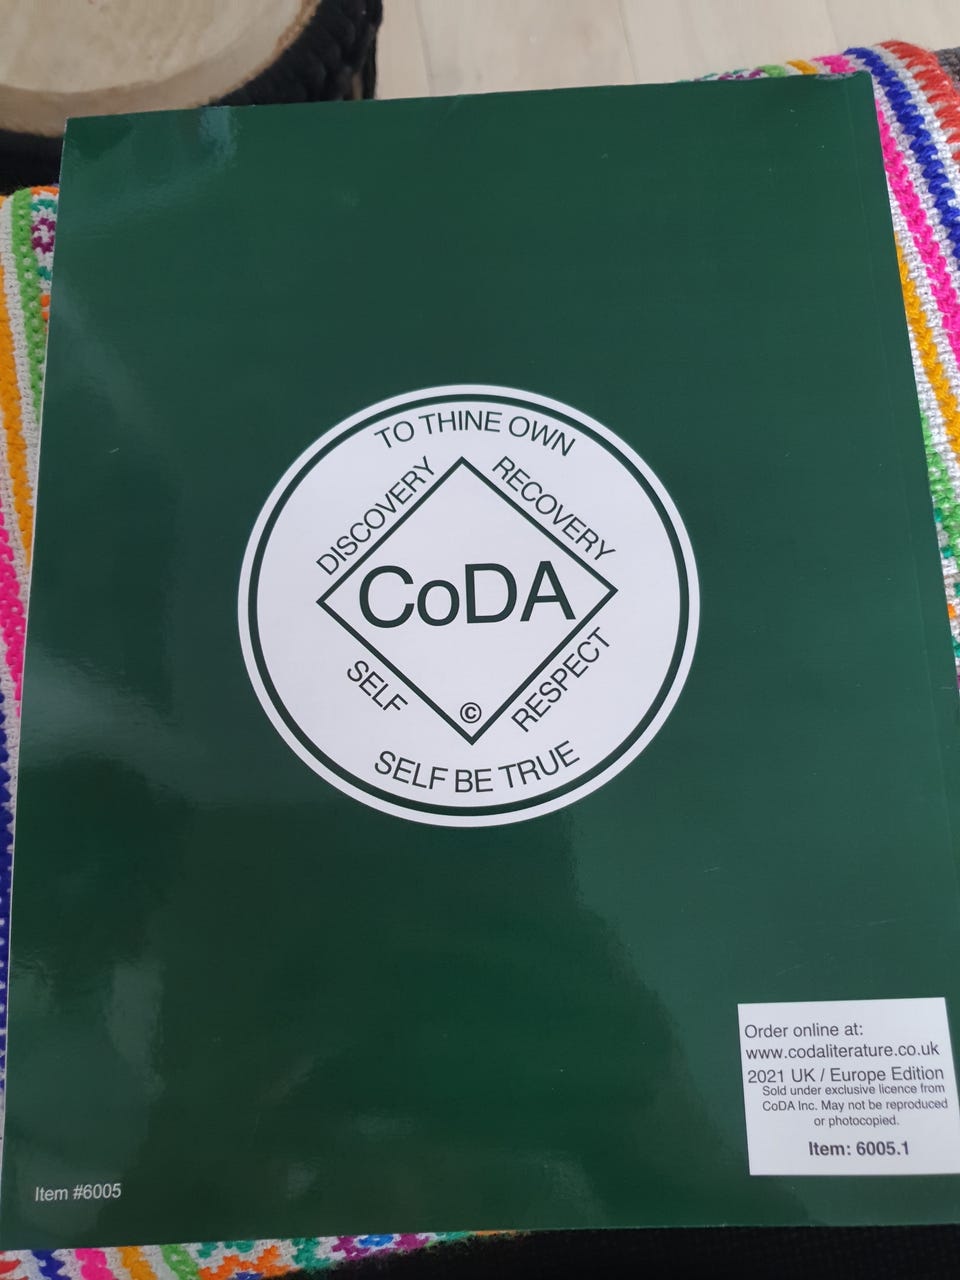 TO THINE OWN
DISCOVERY
RECOVERY
CoDA
SELF
RESPECT
©
SELF BE TRUE
Order online at:
www.codaliterature.co.uk
2021 UK / Europe Edition
Sold under exclusive licence from
CoDA Inc. May not be reproduced
or photocopied.
Item: 6005.1
Item #6005